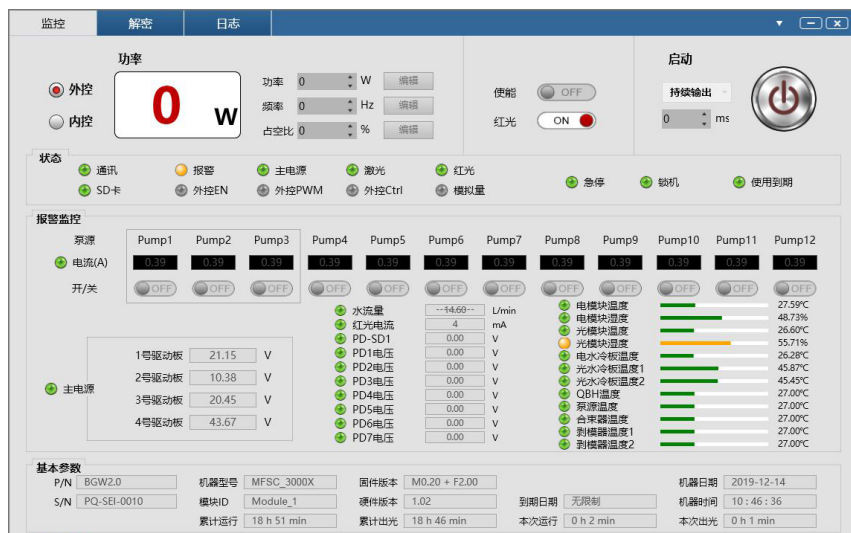 监控 解密 日志
功率 启动
外控 0 W 功率 0 W 编辑 使能 OFF 持续输出
内控 频率 0 Hz 编辑 红光 ON 0 ms
占空比 0 % 编辑
状态
通讯 报警 主电源 激光 红光
SD卡 外控EN 外控PWM 外控Ctrl 模拟量 急停 锁机 使用到期
报警监控
泵源 Pump1 Pump2 Pump3 Pump4 Pump5 Pump6 Pump7 Pump8 Pump9 Pump10 Pump11 Pump12
电流(A) 0.39 0.39 0.39 0.39 0.39 0.39 0.39 0.39 0.39 0.39 0.39 0.39
开/关 OFF OFF OFF OFF OFF OFF OFF OFF OFF OFF OFF OFF
主电源
1号驱动板 21.15 V
2号驱动板 10.38 V
3号驱动板 20.45 V
4号驱动板 43.67 V
水流量 --14.60-- L/min
红光电流 4 mA
PD-SD1 0.00 V
PD1电压 0.00 V
PD2电压 0.00 V
PD3电压 0.00 V
PD4电压 0.00 V
PD5电压 0.00 V
PD6电压 0.00 V
PD7电压 0.00 V
电模块温度 27.59℃
电模块湿度 48.73%
光模块温度 26.60℃
光模块湿度 55.71%
电水冷板温度 26.28℃
光水冷板温度1 45.87℃
光水冷板温度2 45.45℃
QBH温度 27.00℃
泵源温度 27.00℃
合束器温度 27.00℃
剥模器温度1 27.00℃
剥模器温度2 27.00℃
基本参数
P/N BGW2.0 机器型号 MFSC_3000X 固件版本 M0.20 + F2.00 机器日期 2019-12-14
S/N PQ-SEI-0010 模块ID Module_1 硬件版本 1.02 到期日期 无限制 机器时间 10 : 46 : 36
累计运行 18 h 51 min 累计出光 18 h 46 min 本次运行 0 h 2 min 本次出光 0 h 1 min